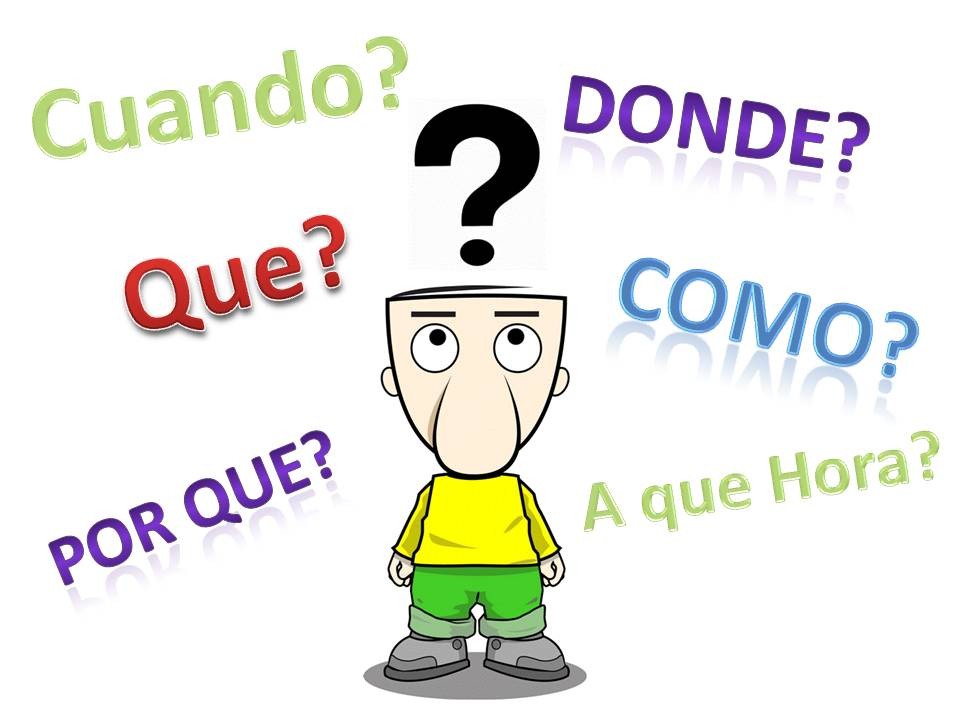 Cuando?
DONDE?
?
Que?
COMO?
POR QUE?
A que Hora?